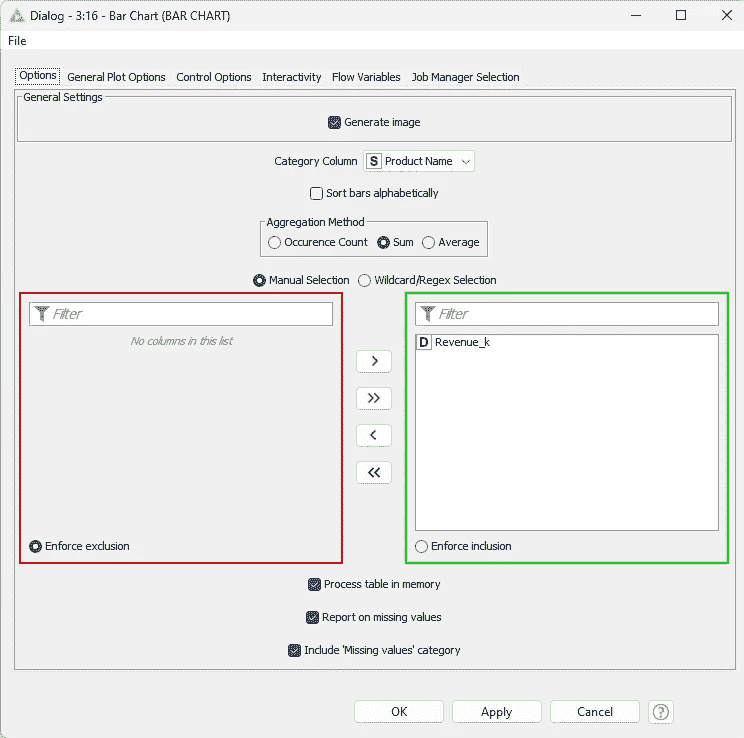 Dialog - 3:16 - Bar Chart (BAR CHART)
File
Options General Plot Options Control Options Interactivity Flow Variables Job Manager Selection
General Settings
Generate image
Category Column S Product Name
Sort bars alphabetically
Aggregation Method
Occurence Count Sum Average
Manual Selection Wildcard/Regex Selection
Filter Filter
No columns in this list D Revenue_k
>
>>
<
<<
Enforce exclusion Enforce inclusion
Process table in memory
Report on missing values
Include 'Missing values' category
OK Apply Cancel ?